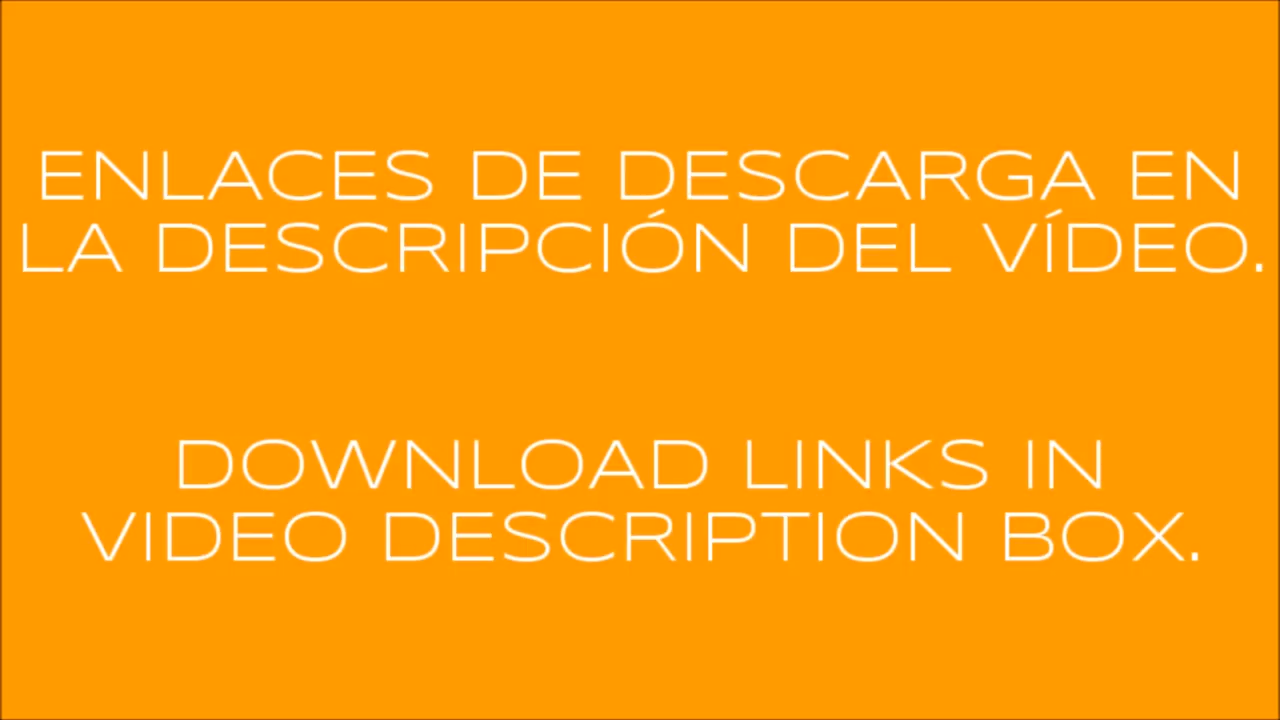 ENLACES DE DESCARGA EN
LA DESCRIPCIÓN DEL VÍDEO.
DOWNLOAD LINKS IN
VIDEO DESCRIPTION BOX.